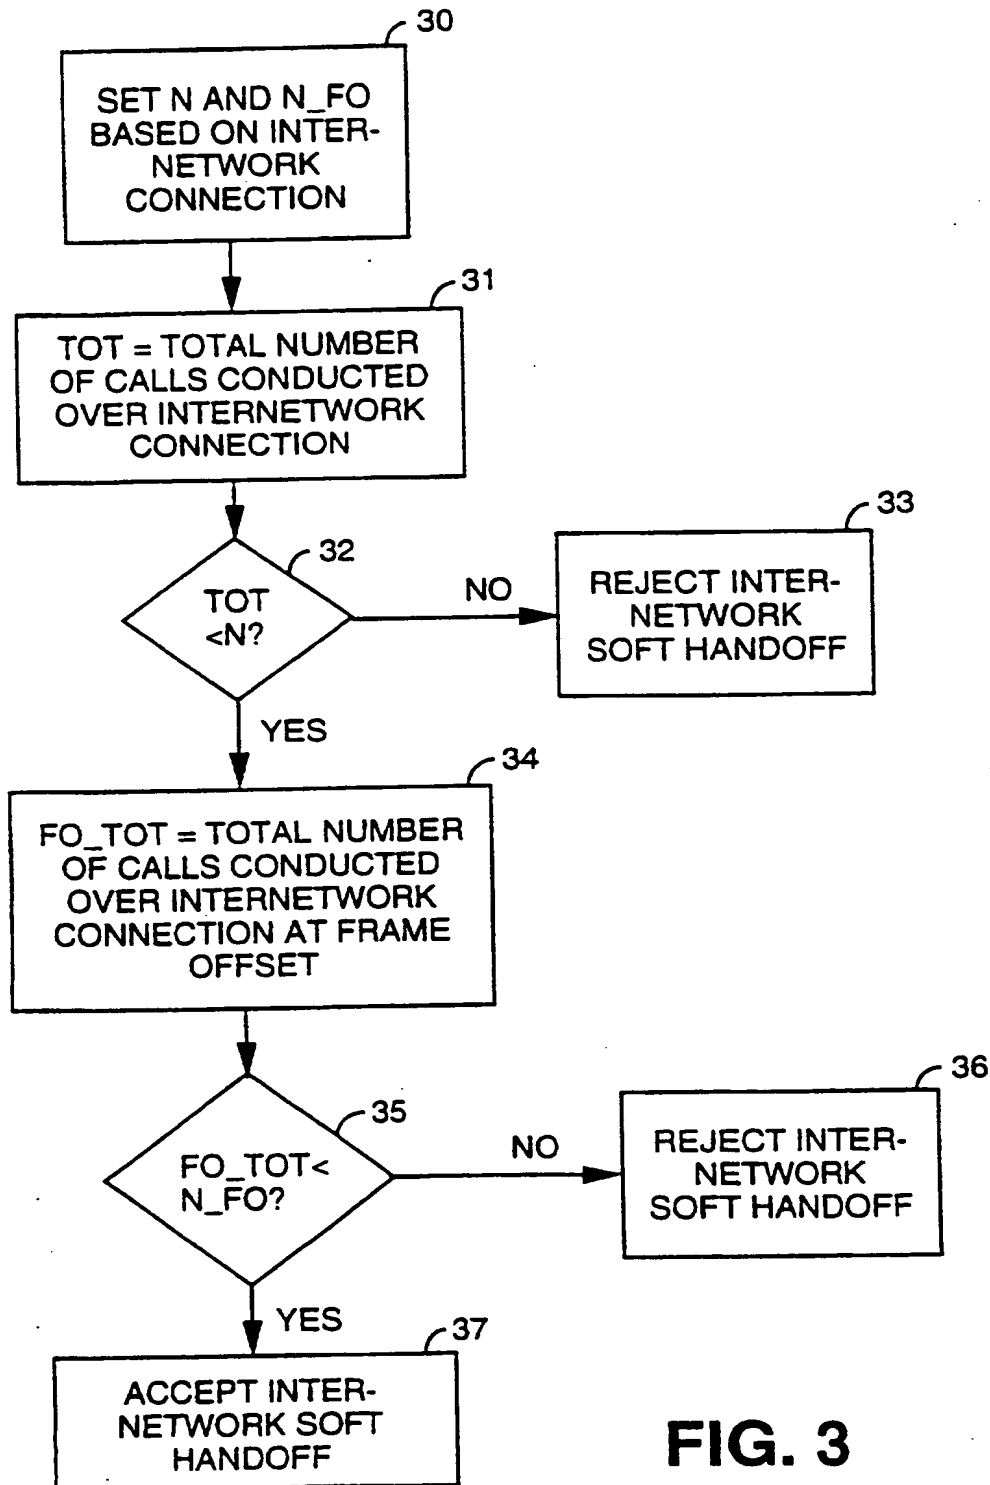 30
SET N AND N_FO
BASED ON INTER-
NETWORK
CONNECTION
31
TOT = TOTAL NUMBER
OF CALLS CONDUCTED
OVER INTERNETWORK
CONNECTION
32
TOT
<N?
NO
33
REJECT INTER-
NETWORK
SOFT HANDOFF
YES
34
FO_TOT = TOTAL NUMBER
OF CALLS CONDUCTED
OVER INTERNETWORK
CONNECTION AT FRAME
OFFSET
35
FO_TOT<
N_FO?
NO
36
REJECT INTER-
NETWORK
SOFT HANDOFF
YES
37
ACCEPT INTER-
NETWORK SOFT
HANDOFF
FIG. 3